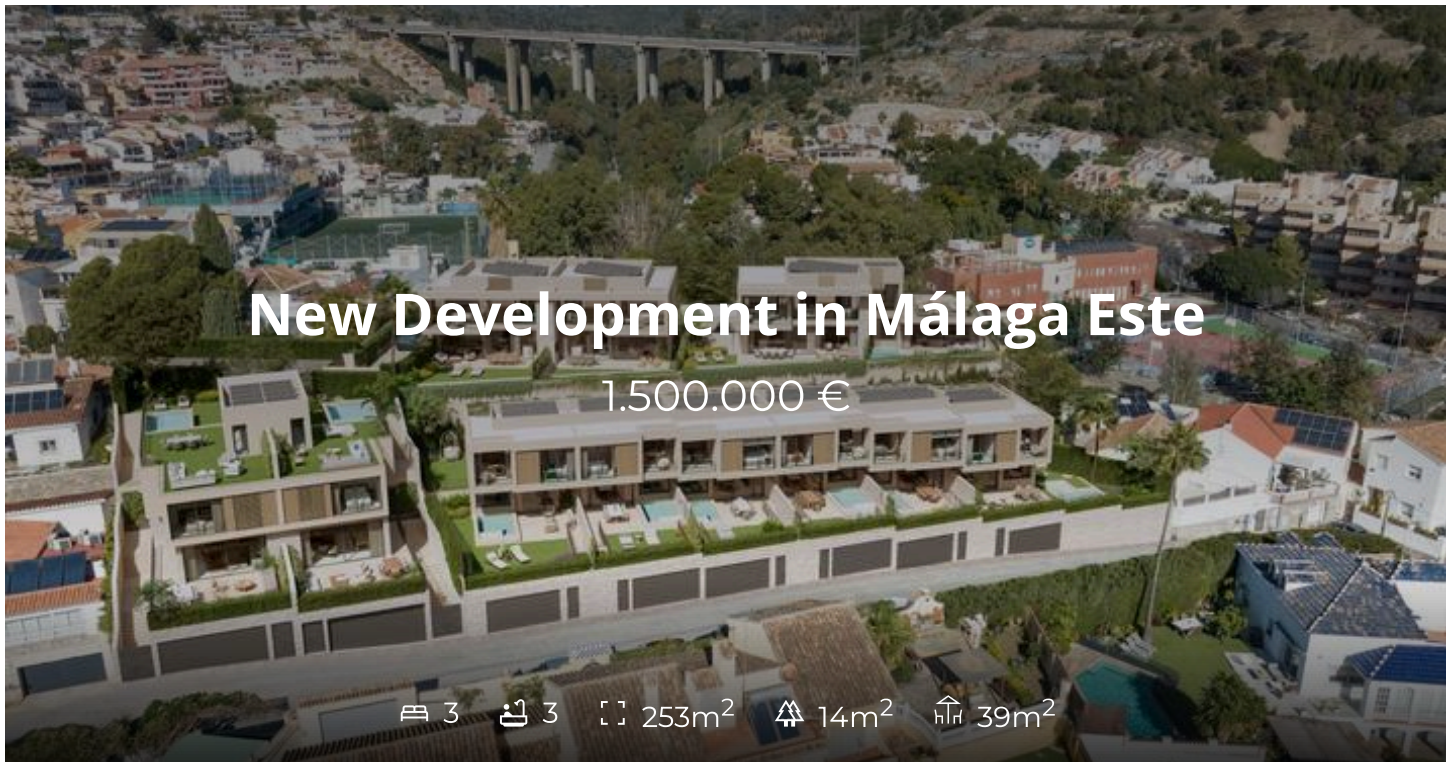 New Development in Málaga Este
1.500.000 €
3 3 253m² 14m² 39m²